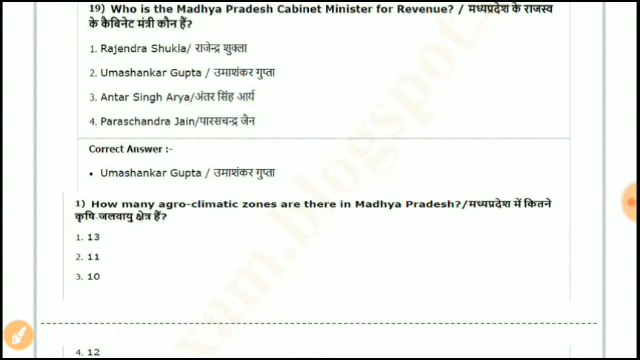 19) Who is the Madhya Pradesh Cabinet Minister for Revenue? / मध्यप्रदेश के राजस्व
के कैबिनेट मंत्री कौन हैं?
1. Rajendra Shukla/ राजेन्द्र शुक्ला
2. Umashankar Gupta / उमाशंकर गुप्ता
3. Antar Singh Arya/अंतर सिंह आर्य
4. Paraschandra Jain/पारसचन्द्र जैन
Correct Answer :-
• Umashankar Gupta / उमाशंकर गुप्ता
1) How many agro-climatic zones are there in Madhya Pradesh?/मध्यप्रदेश में कितने
कृषि-जलवायु क्षेत्र हैं?
1. 13
2. 11
3. 10
4. 12
xam.blogspot.